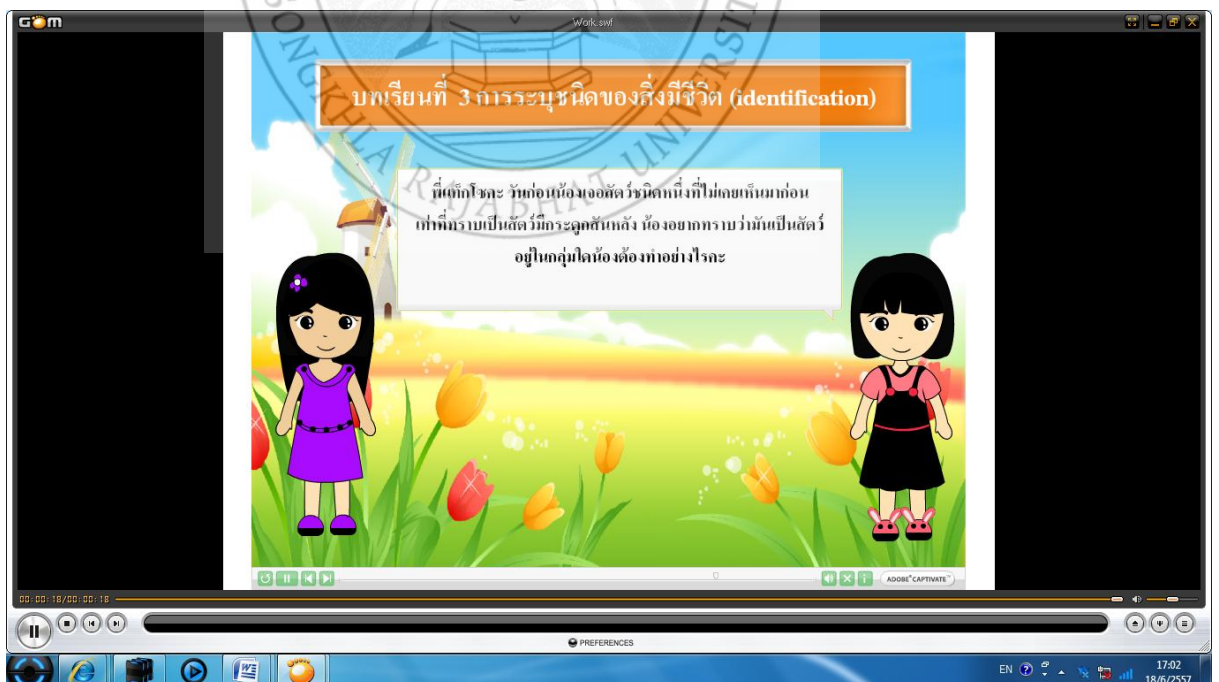 GOM
Work.swf
SONGKHLA RAJABHAT UNIVERSITY
บทเรียนที่ 3 การระบุชนิดของสิ่งมีชีวิต (identification)
พี่แท็กโซคะ วันก่อนน้องเจอสัตว์ชนิดหนึ่งที่ไม่เคยเห็นมาก่อน
เท่าที่ทราบเป็นสัตว์มีกระดูกสันหลัง น้องอยากทราบว่ามันเป็นสัตว์
อยู่ในกลุ่มใดน้องต้องทำอย่างไรคะ
ADOBE CAPTIVATE
00:00:18/00:00:18
PREFERENCES
EN
17:02
18/6/2557